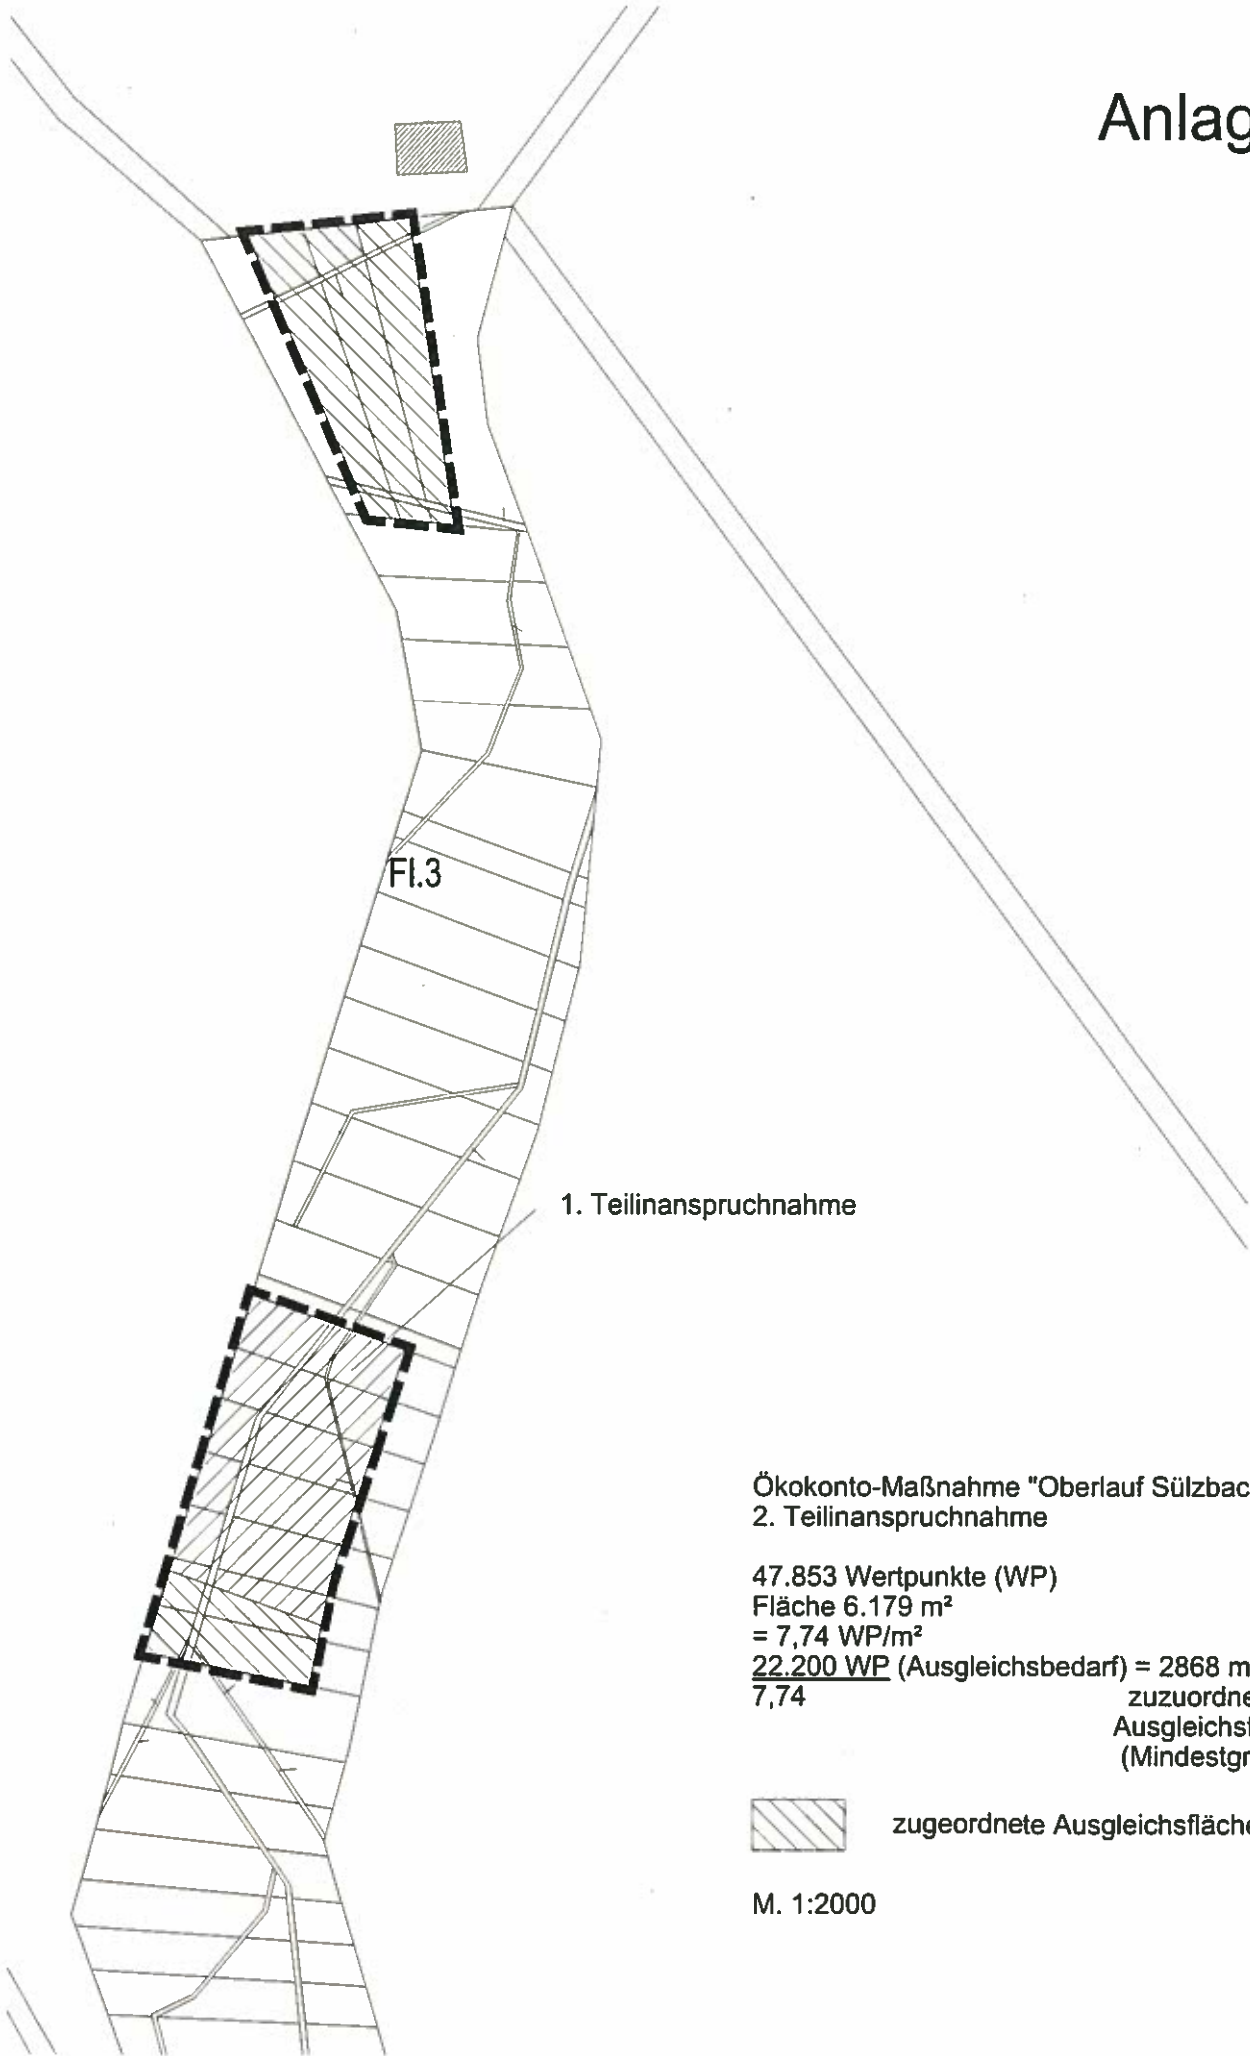 Anlag
Fl.3
1. Teilinanspruchnahme
Ökokonto-Maßnahme "Oberlauf Sülzbac
2. Teilinanspruchnahme
47.853 Wertpunkte (WP)
Fläche 6.179 m²
= 7,74 WP/m²
22.200 WP (Ausgleichsbedarf) = 2868 m
7,74 zuzuordne
Ausgleichsf
(Mindestgr
zugeordnete Ausgleichsfläche
M. 1:2000